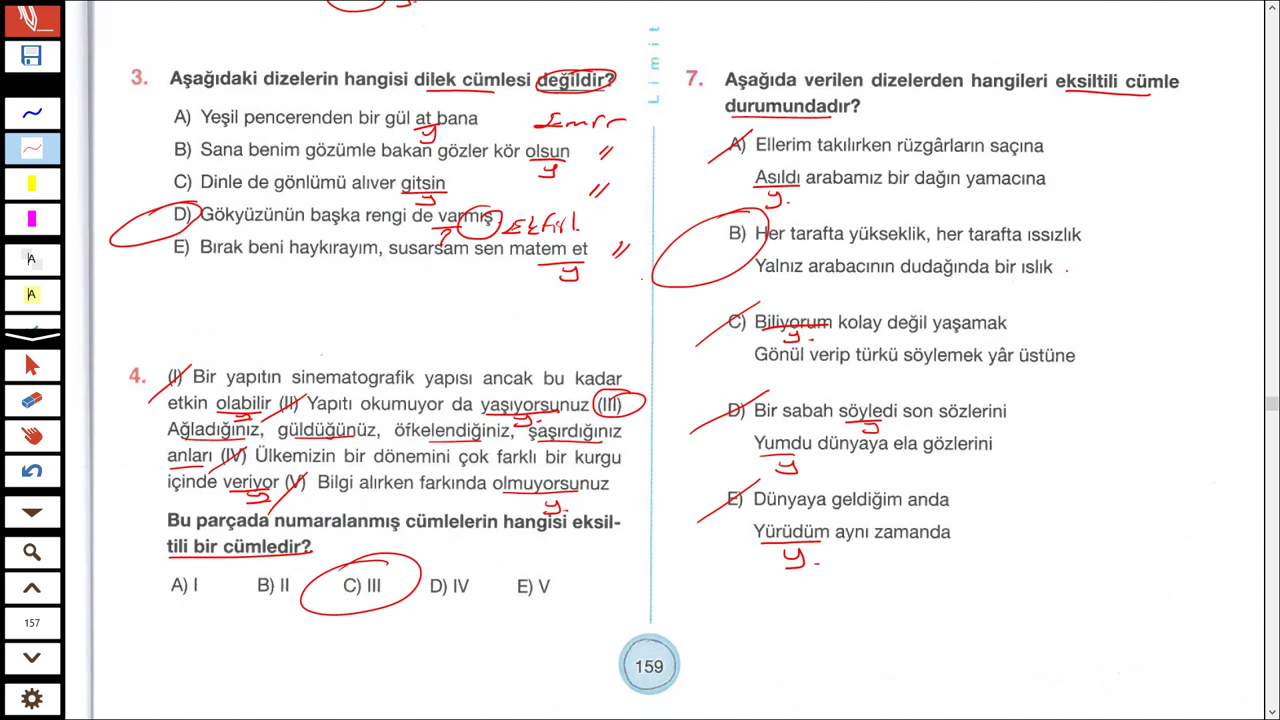 3. Aşağıdaki dizelerin hangisi dilek cümlesi değildir?
A) Yeşil pencerenden bir gül at bana
y
Emir
B) Sana benim gözümle bakan gözler kör olsun
y
"
C) Dinle de gönlümü alıver gitsin
y
"
D) Gökyüzünün başka rengi de varmış
E) Bırak beni haykırayım, susarsam sen matem et
y
"
4. (I) Bir yapıtın sinematografik yapısı ancak bu kadar
etkin olabilir (II) Yapıtı okumuyor da yaşıyorsunuz (III)
y
y.
Ağladığınız, güldüğünüz, öfkelendiğiniz, şaşırdığınız
anları (IV) Ülkemizin bir dönemini çok farklı bir kurgu
içinde veriyor (V) Bilgi alırken farkında olmuyorsunuz
y
y.
Bu parçada numaralanmış cümlelerin hangisi eksil-
tili bir cümledir?
A) I B) II C) III D) IV E) V
Limit
7. Aşağıda verilen dizelerden hangileri eksiltili cümle
durumundadır?
A) Ellerim takılırken rüzgârların saçına
Asıldı arabamız bir dağın yamacına
y.
B) Her tarafta yükseklik, her tarafta ıssızlık
Yalnız arabacının dudağında bir ıslık .
C) Biliyorum kolay değil yaşamak
y.
Gönül verip türkü söylemek yâr üstüne
D) Bir sabah söyledi son sözlerini
y
Yumdu dünyaya ela gözlerini
y
E) Dünyaya geldiğim anda
Yürüdüm aynı zamanda
y.
159
A
A
157